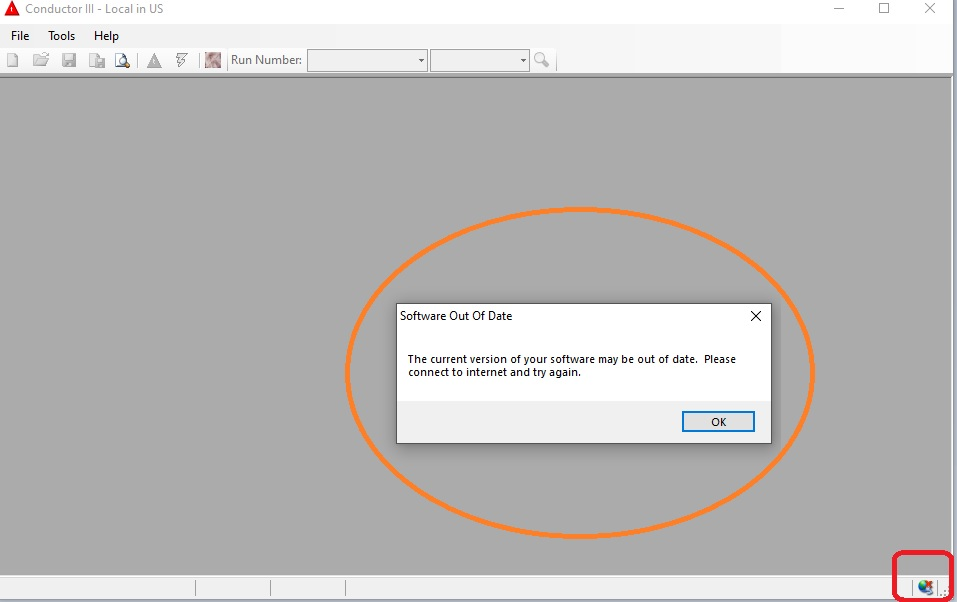 Conductor III - Local in US
File Tools Help
Run Number:
Software Out Of Date
The current version of your software may be out of date. Please
connect to internet and try again.
OK